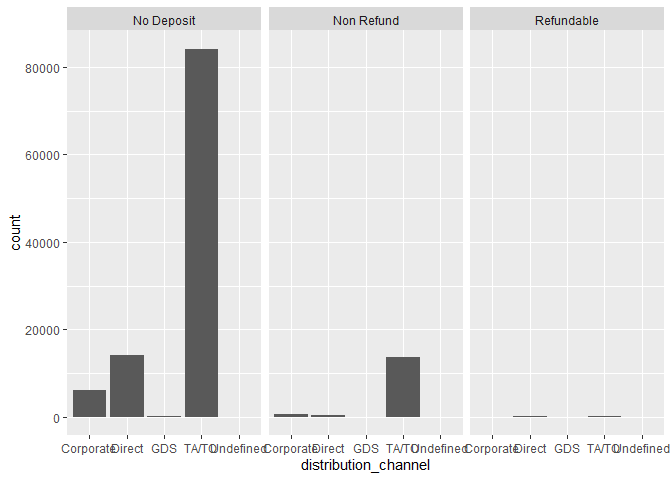 No Deposit Non Refund Refundable
80000
60000
40000
20000
0
count
Corporate Direct GDS TA/TO Undefined Corporate Direct GDS TA/TO Undefined Corporate Direct GDS TA/TO Undefined
distribution_channel